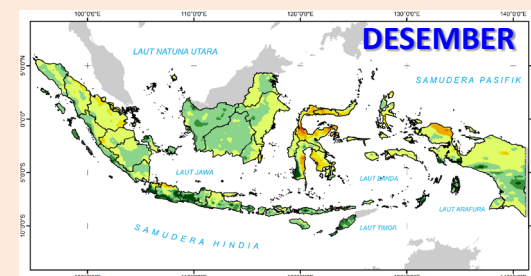 100°0'0"E 110°0'0"E 120°0'0"E 130°0'0"E 140°0'0"E
DESEMBER
LAUT NATUNA UTARA
SAMUDERA PASIFIK
5°0'0"N
0°0'0"
LAUT JAWA
LAUT BANDA
5°0'0"S
LAUT ARAFURA
LAUT TIMOR
10°0'0"S
SAMUDERA HINDIA